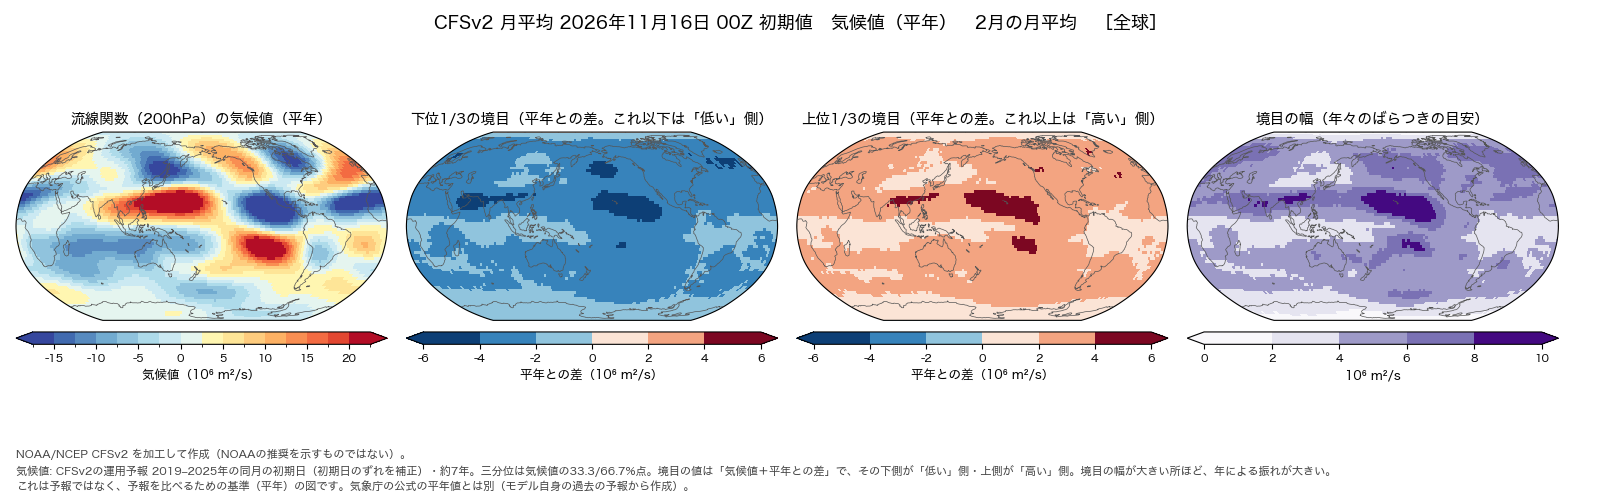 CFSv2 月平均 2026年11月16日 00Z 初期値　気候値（平年）　2月の月平均　［全球］
流線関数（200hPa）の気候値（平年）
下位1/3の境目（平年との差。これ以下は「低い」側）
上位1/3の境目（平年との差。これ以上は「高い」側）
境目の幅（年々のばらつきの目安）
-15 -10 -5 0 5 10 15 20
-6 -4 -2 0 2 4 6
-6 -4 -2 0 2 4 6
0 2 4 6 8 10
気候値（10⁶ m²/s）
平年との差（10⁶ m²/s）
平年との差（10⁶ m²/s）
10⁶ m²/s
NOAA/NCEP CFSv2 を加工して作成（NOAAの推奨を示すものではない）。
気候値: CFSv2の運用予報 2019–2025年の同月の初期日（初期日のずれを補正）・約7年。三分位は気候値の33.3/66.7%点。境目の値は「気候値＋平年との差」で、その下側が「低い」側・上側が「高い」側。境目の幅が大きい所ほど、年による振れが大きい。
これは予報ではなく、予報を比べるための基準（平年）の図です。気象庁の公式の平年値とは別（モデル自身の過去の予報から作成）。